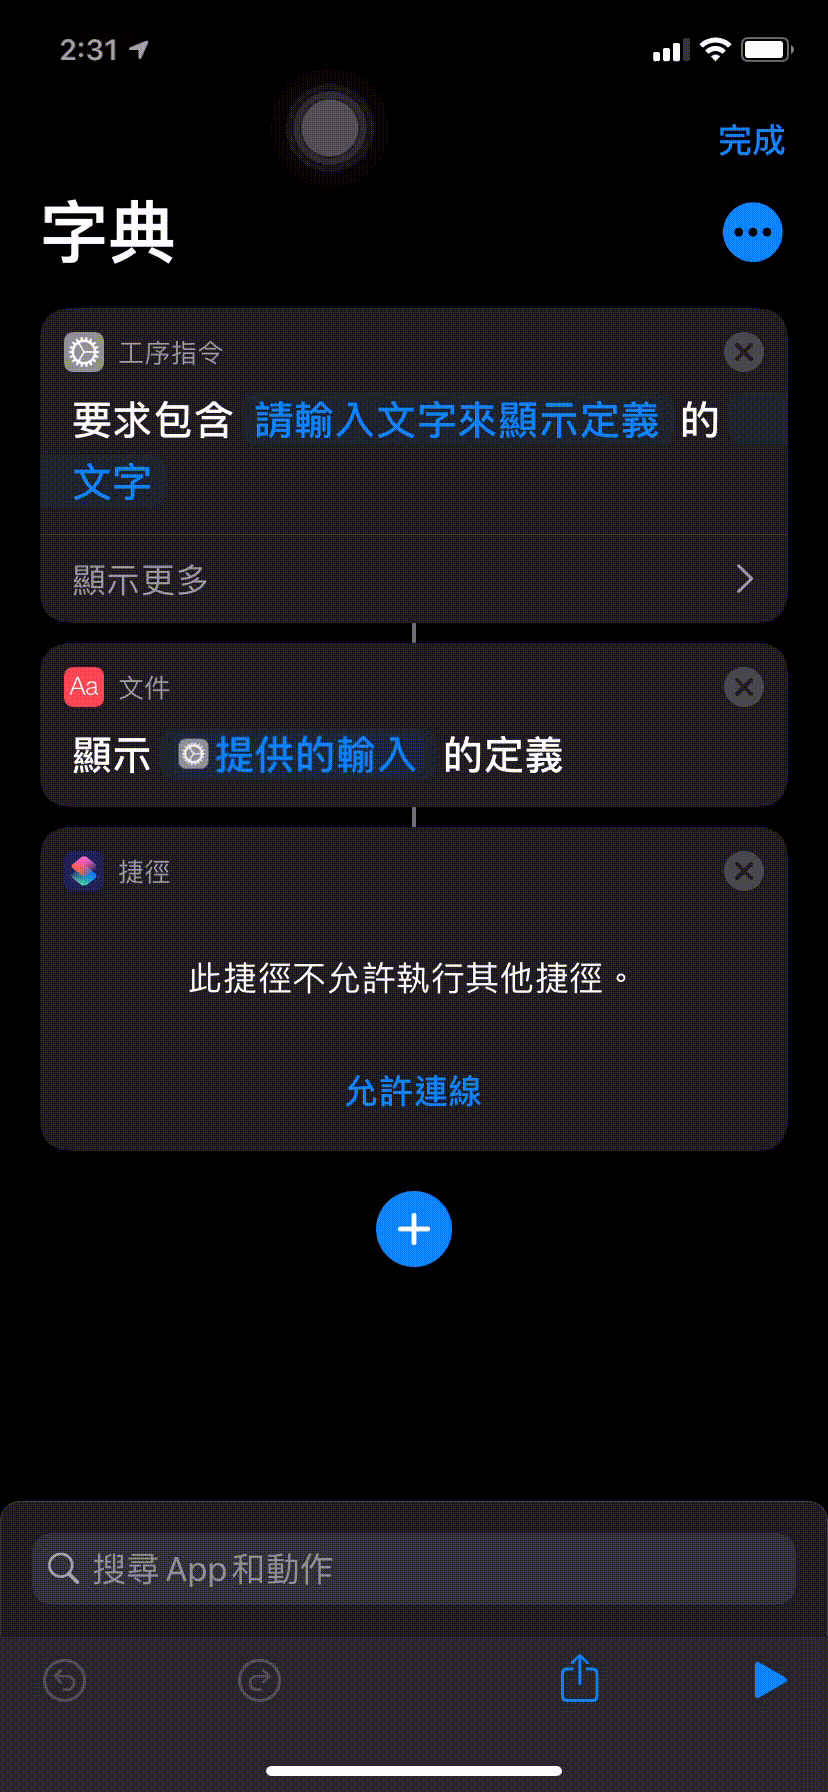 2:31
完成
字典
工序指令
要求包含 請輸入文字來顯示定義 的
文字
顯示更多
Aa 文件
顯示 提供的輸入 的定義
捷徑
此捷徑不允許執行其他捷徑。
允許連線
搜尋 App 和動作